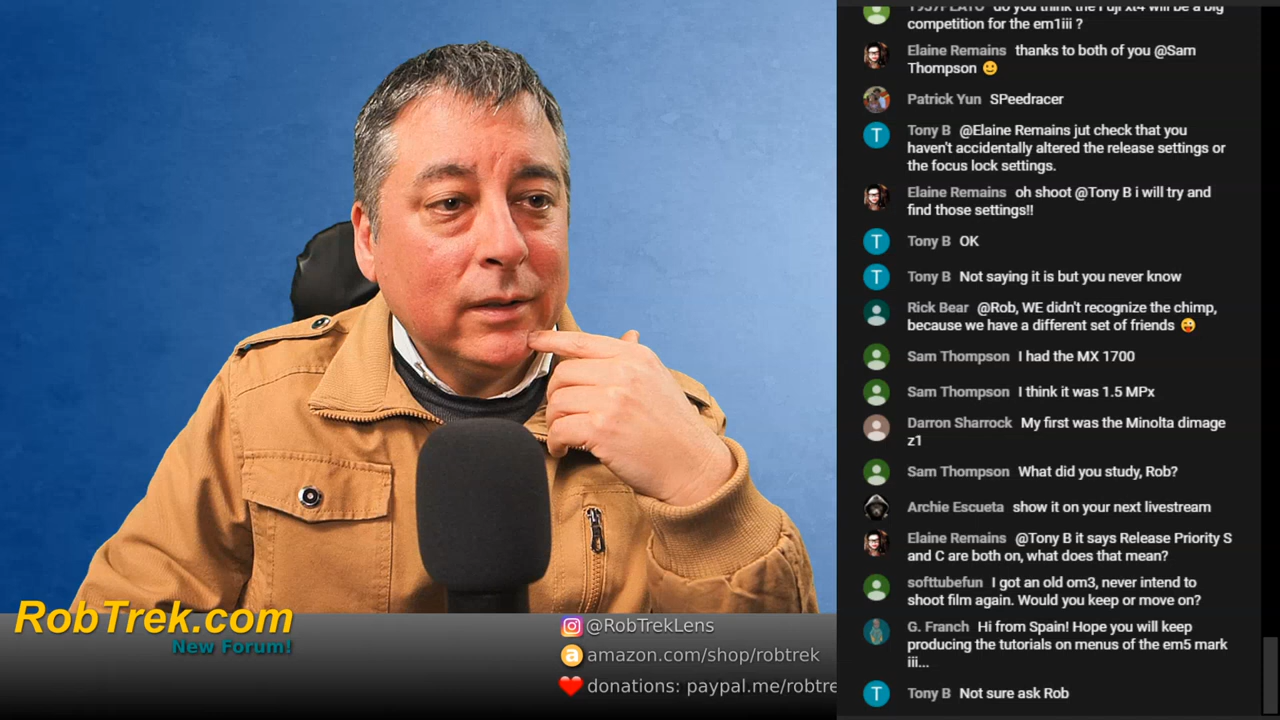 RobTrek.com
New Forum!
@RobTrekLens
amazon.com/shop/robtrek
donations: paypal.me/robtre
1937PLATO do you think the Fuji xt4 will be a big
competition for the em1iii ?
Elaine Remains thanks to both of you @Sam
Thompson
Patrick Yun SPeedracer
T
Tony B @Elaine Remains jut check that you
haven't accidentally altered the release settings or
the focus lock settings.
Elaine Remains oh shoot @Tony B i will try and
find those settings!!
T
Tony B OK
T
Tony B Not saying it is but you never know
Rick Bear @Rob, WE didn't recognize the chimp,
because we have a different set of friends
Sam Thompson I had the MX 1700
Sam Thompson I think it was 1.5 MPx
Darron Sharrock My first was the Minolta dimage
z1
Sam Thompson What did you study, Rob?
Archie Escueta show it on your next livestream
Elaine Remains @Tony B it says Release Priority S
and C are both on, what does that mean?
softtubefun I got an old om3, never intend to
shoot film again. Would you keep or move on?
G. Franch Hi from Spain! Hope you will keep
producing the tutorials on menus of the em5 mark
iii...
T
Tony B Not sure ask Rob